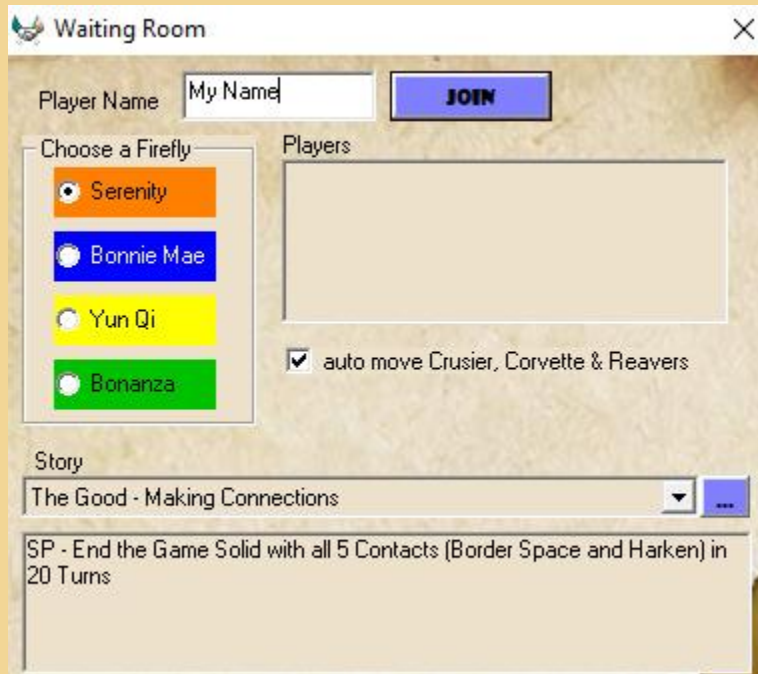 Waiting Room
Player Name
My Name
JOIN
Choose a Firefly
Players
Serenity
Bonnie Mae
Yun Qi
Bonanza
auto move Crusier, Corvette & Reavers
Story
The Good - Making Connections
...
SP - End the Game Solid with all 5 Contacts (Border Space and Harken) in
20 Turns